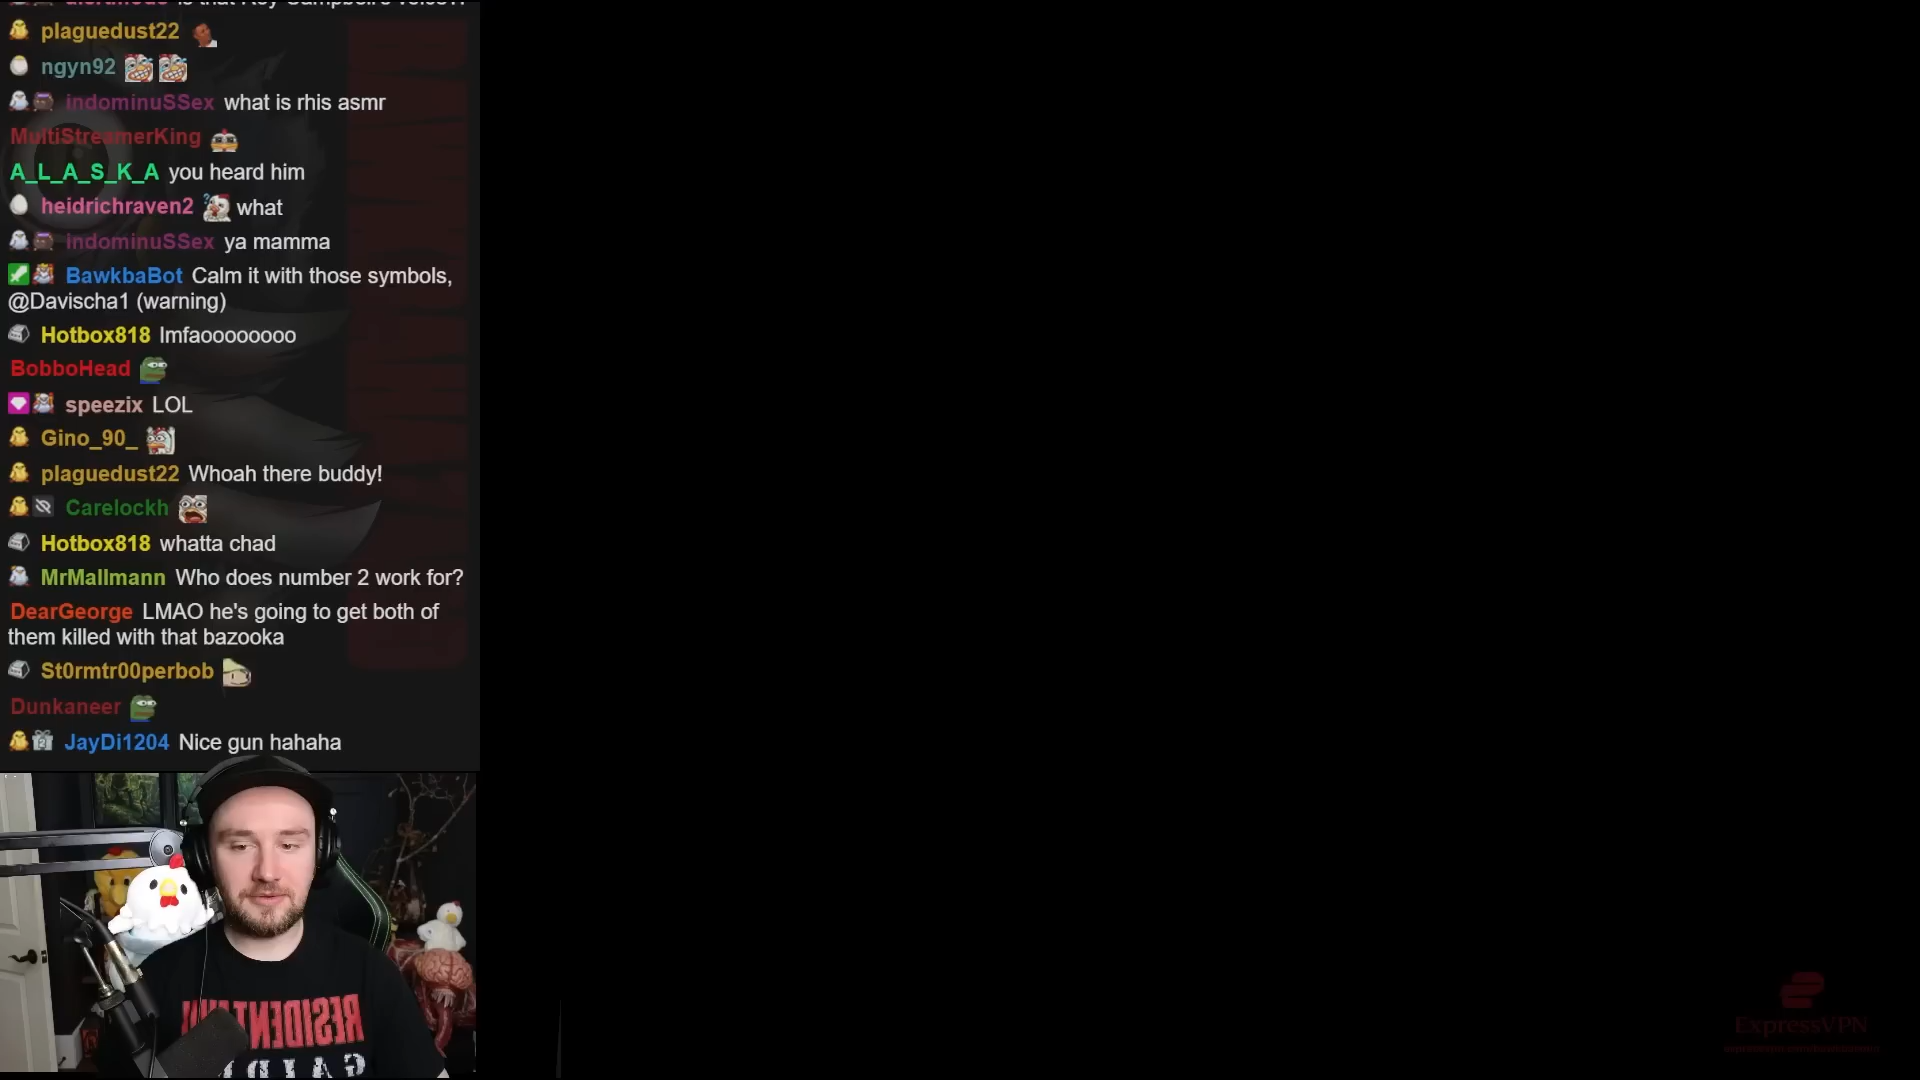 plaguedust22
ngyn92
indominuSSex what is rhis asmr
MultiStreamerKing
A_L_A_S_K_A you heard him
heidrichraven2 what
indominuSSex ya mamma
BawkbaBot Calm it with those symbols,
@Davischa1 (warning)
Hotbox818 lmfaoooooooo
BobboHead
speezix LOL
Gino_90_
plaguedust22 Whoah there buddy!
Carelockh
Hotbox818 whatta chad
MrMallmann Who does number 2 work for?
DearGeorge LMAO he's going to get both of
them killed with that bazooka
St0rmtr00perbob
Dunkaneer
JayDi1204 Nice gun hahaha
RESIDENT
ExpressVPN